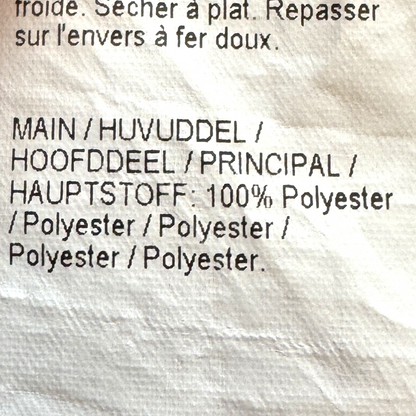 froide. Sécher à plat. Repasser
sur l'envers à fer doux.
MAIN / HUVUDDEL /
HOOFDDEEL / PRINCIPAL /
HAUPTSTOFF: 100% Polyester
/ Polyester / Polyester /
Polyester / Polyester.